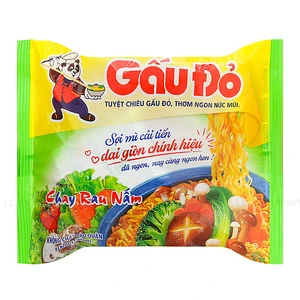 Gấu Đỏ
TUYỆT CHIÊU GẤU ĐỎ, THƠM NGON NỨC MŨI.
Sợi mì cải tiến
dai giòn chính hiệu
đã ngon, nay càng ngon hơn!
Chay Rau Nấm